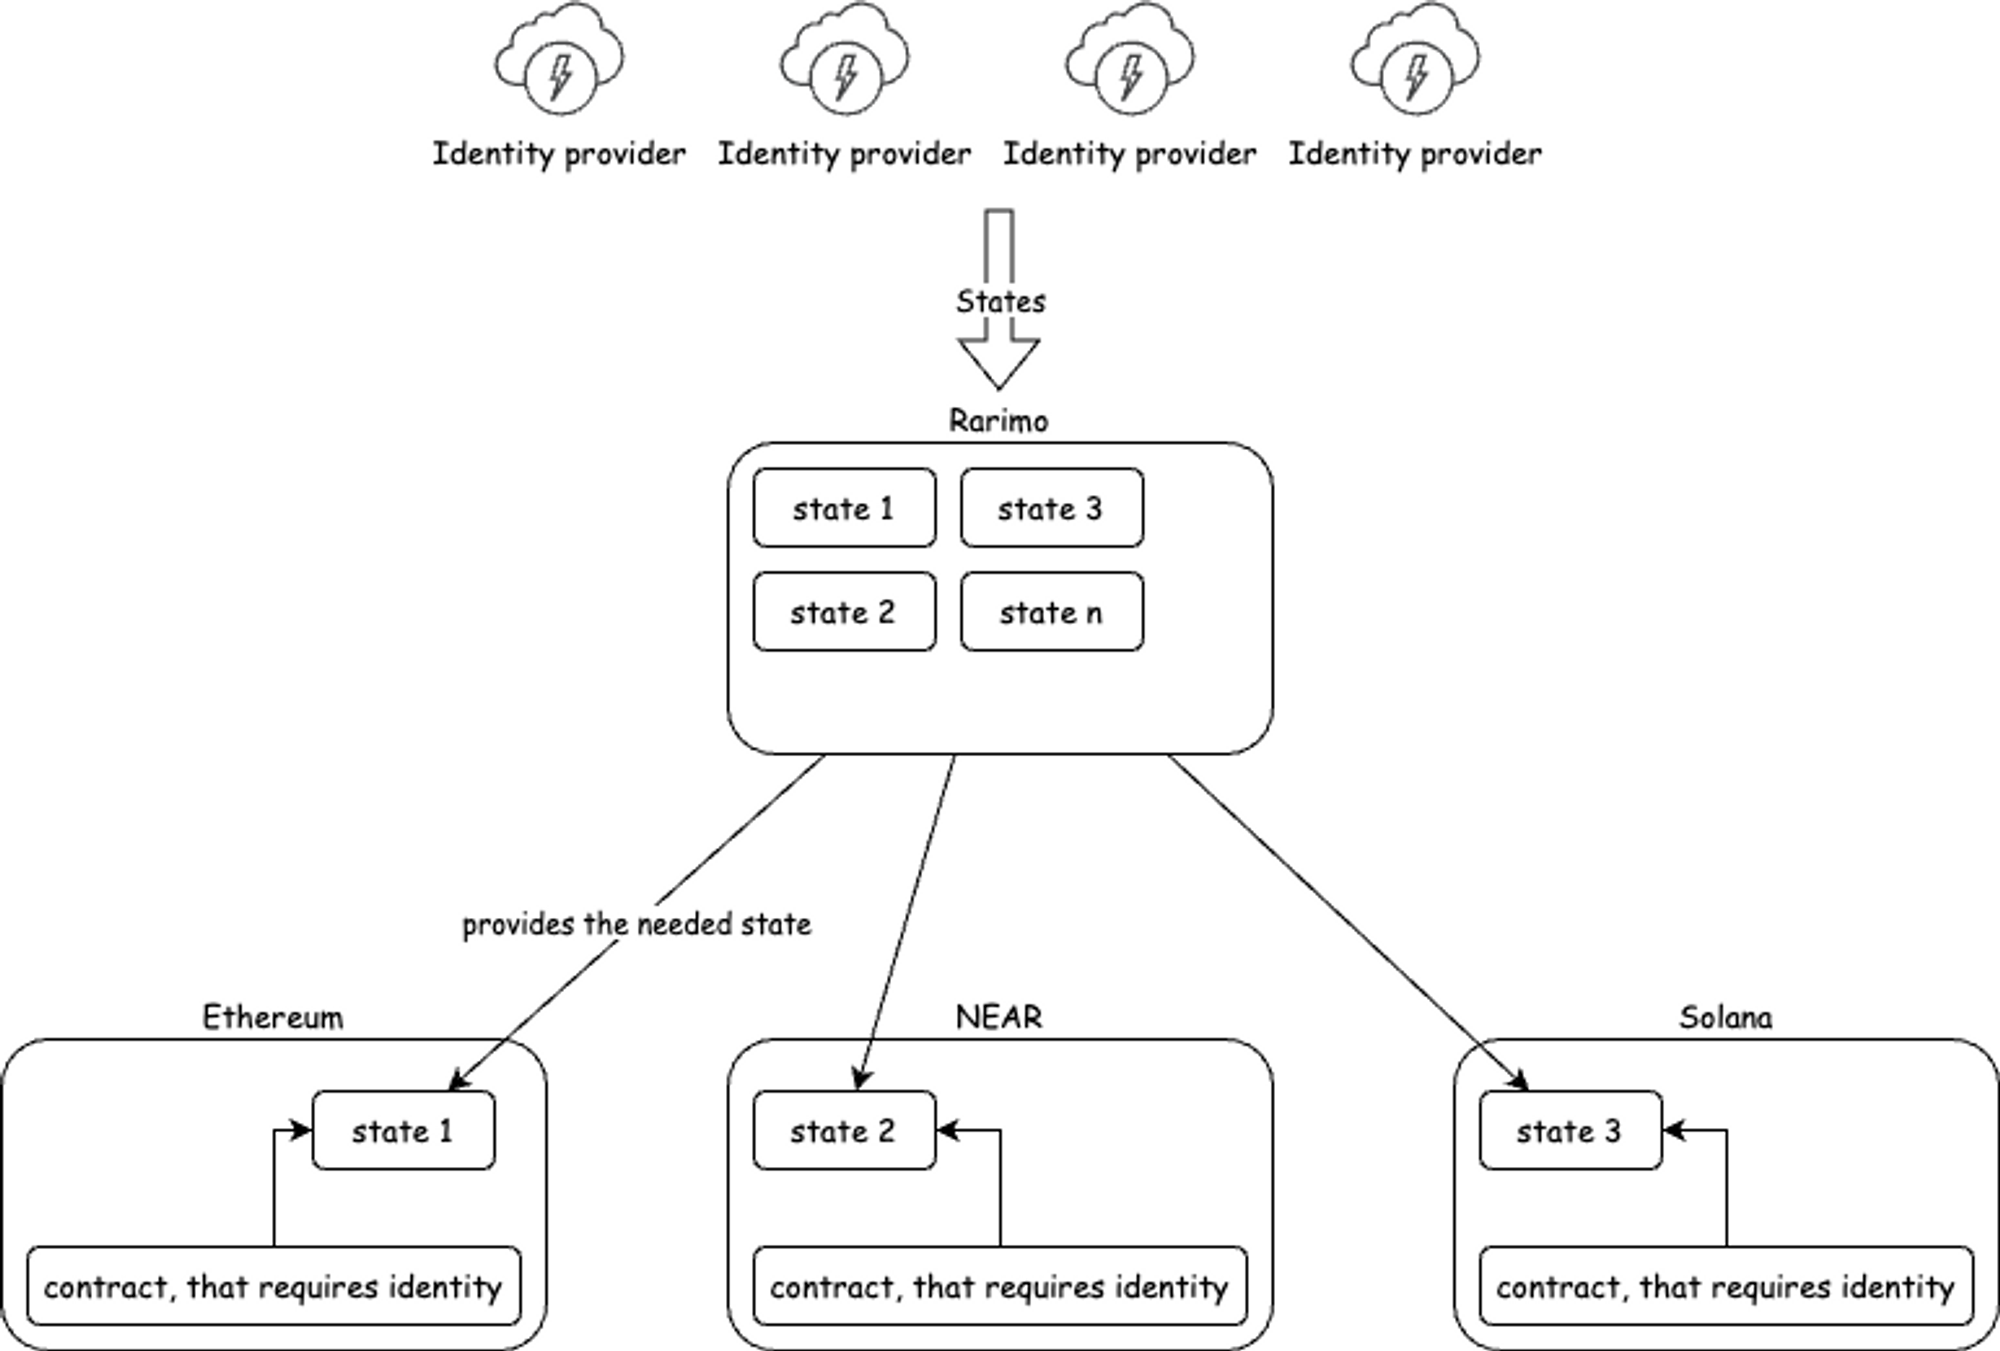 Identity provider
Identity provider
Identity provider
Identity provider
States
Rarimo
state 1
state 3
state 2
state n
provides the needed state
Ethereum
NEAR
Solana
state 1
state 2
state 3
contract, that requires identity
contract, that requires identity
contract, that requires identity